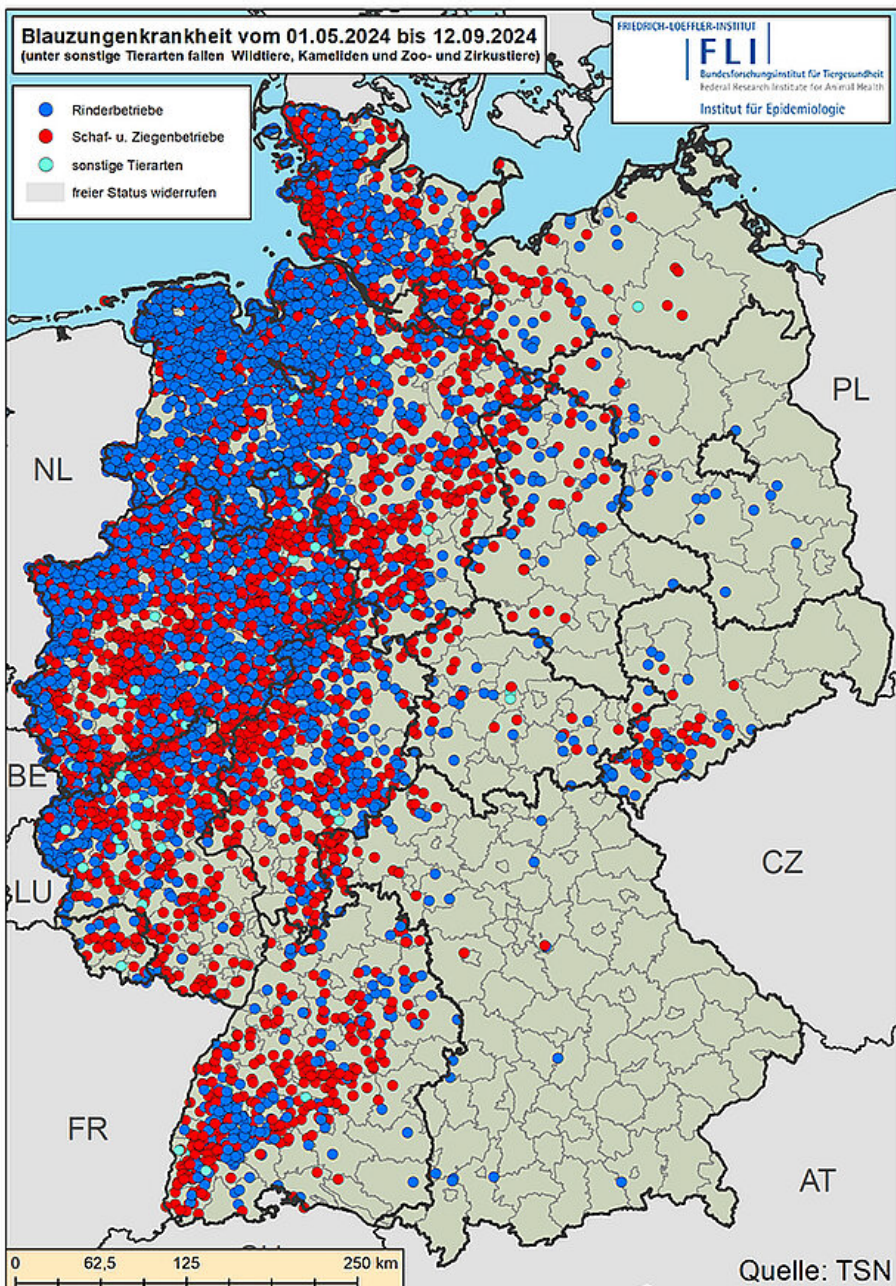 Blauzungenkrankheit vom 01.05.2024 bis 12.09.2024
(unter sonstige Tierarten fallen Wildtiere, Kameliden und Zoo- und Zirkustiere)
FRIEDRICH-LOEFFLER-INSTITUT
FLI
Bundesforschungsinstitut für Tiergesundheit
Federal Research Institute for Animal Health
Institut für Epidemiologie
Rinderbetriebe
Schaf- u. Ziegenbetriebe
sonstige Tierarten
freier Status widerrufen
PL
NL
BE
CZ
LU
FR
AT
0 62,5 125 250 km
Quelle: TSN